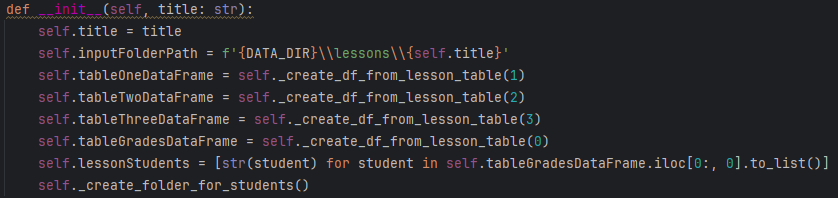 def __init__(self, title: str):
    self.title = title
    self.inputFolderPath = f'{DATA_DIR}\\lessons\\{self.title}'
    self.tableOneDataFrame = self._create_df_from_lesson_table(1)
    self.tableTwoDataFrame = self._create_df_from_lesson_table(2)
    self.tableThreeDataFrame = self._create_df_from_lesson_table(3)
    self.tableGradesDataFrame = self._create_df_from_lesson_table(0)
    self.lessonStudents = [str(student) for student in self.tableGradesDataFrame.iloc[0:, 0].to_list()]
    self._create_folder_for_students()